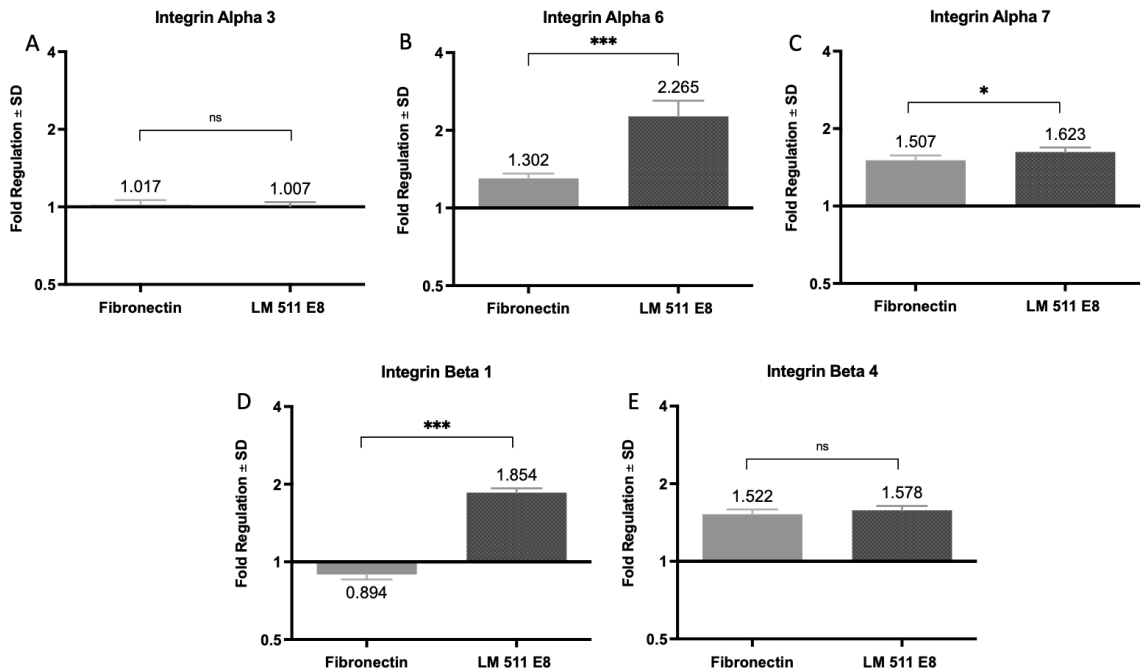 Integrin Alpha 3
A
4
2
1
0.5
Fold Regulation ± SD
ns
1.017
1.007
Fibronectin
LM 511 E8
Integrin Alpha 6
B
4
2
1
0.5
Fold Regulation ± SD
***
1.302
2.265
Fibronectin
LM 511 E8
Integrin Alpha 7
C
4
2
1
0.5
Fold Regulation ± SD
*
1.507
1.623
Fibronectin
LM 511 E8
Integrin Beta 1
D
4
2
1
0.5
Fold Regulation ± SD
***
0.894
1.854
Fibronectin
LM 511 E8
Integrin Beta 4
E
4
2
1
0.5
Fold Regulation ± SD
ns
1.522
1.578
Fibronectin
LM 511 E8